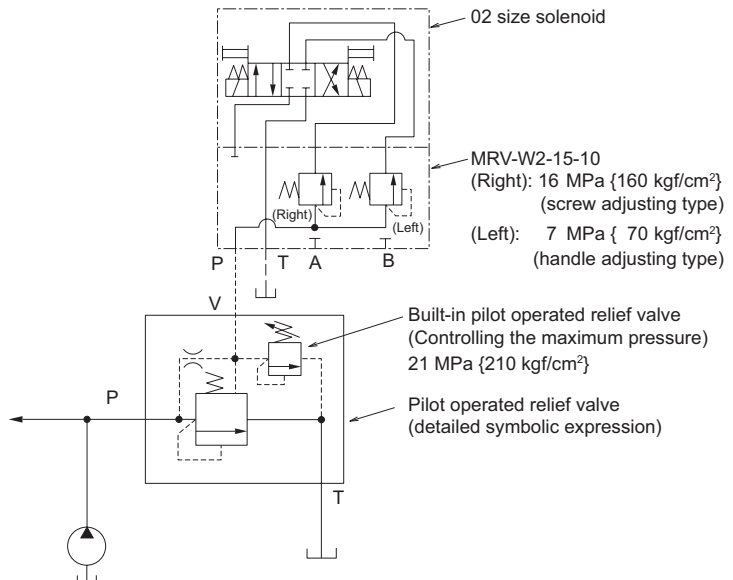 02 size solenoid
MRV-W2-15-10
(Right): 16 MPa {160 kgf/cm²}
(screw adjusting type)
(Left): 7 MPa { 70 kgf/cm²}
(handle adjusting type)
(Right)
(Left)
P T A B
V
Built-in pilot operated relief valve
(Controlling the maximum pressure)
21 MPa {210 kgf/cm²}
P
Pilot operated relief valve
(detailed symbolic expression)
T